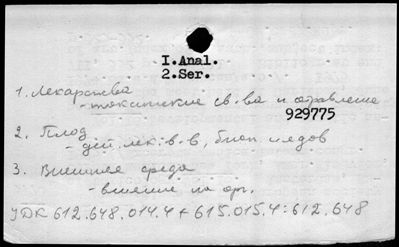 I.Anal.
2.Ser.
1. Лекарства
- токсические св-ва и отравление
929775
2. Плод
- дей. лек. в-в, биол. ядов
3. Внешняя среда
- влияние на орг.
УДК 612.648.014.4+615.015.4:612.648